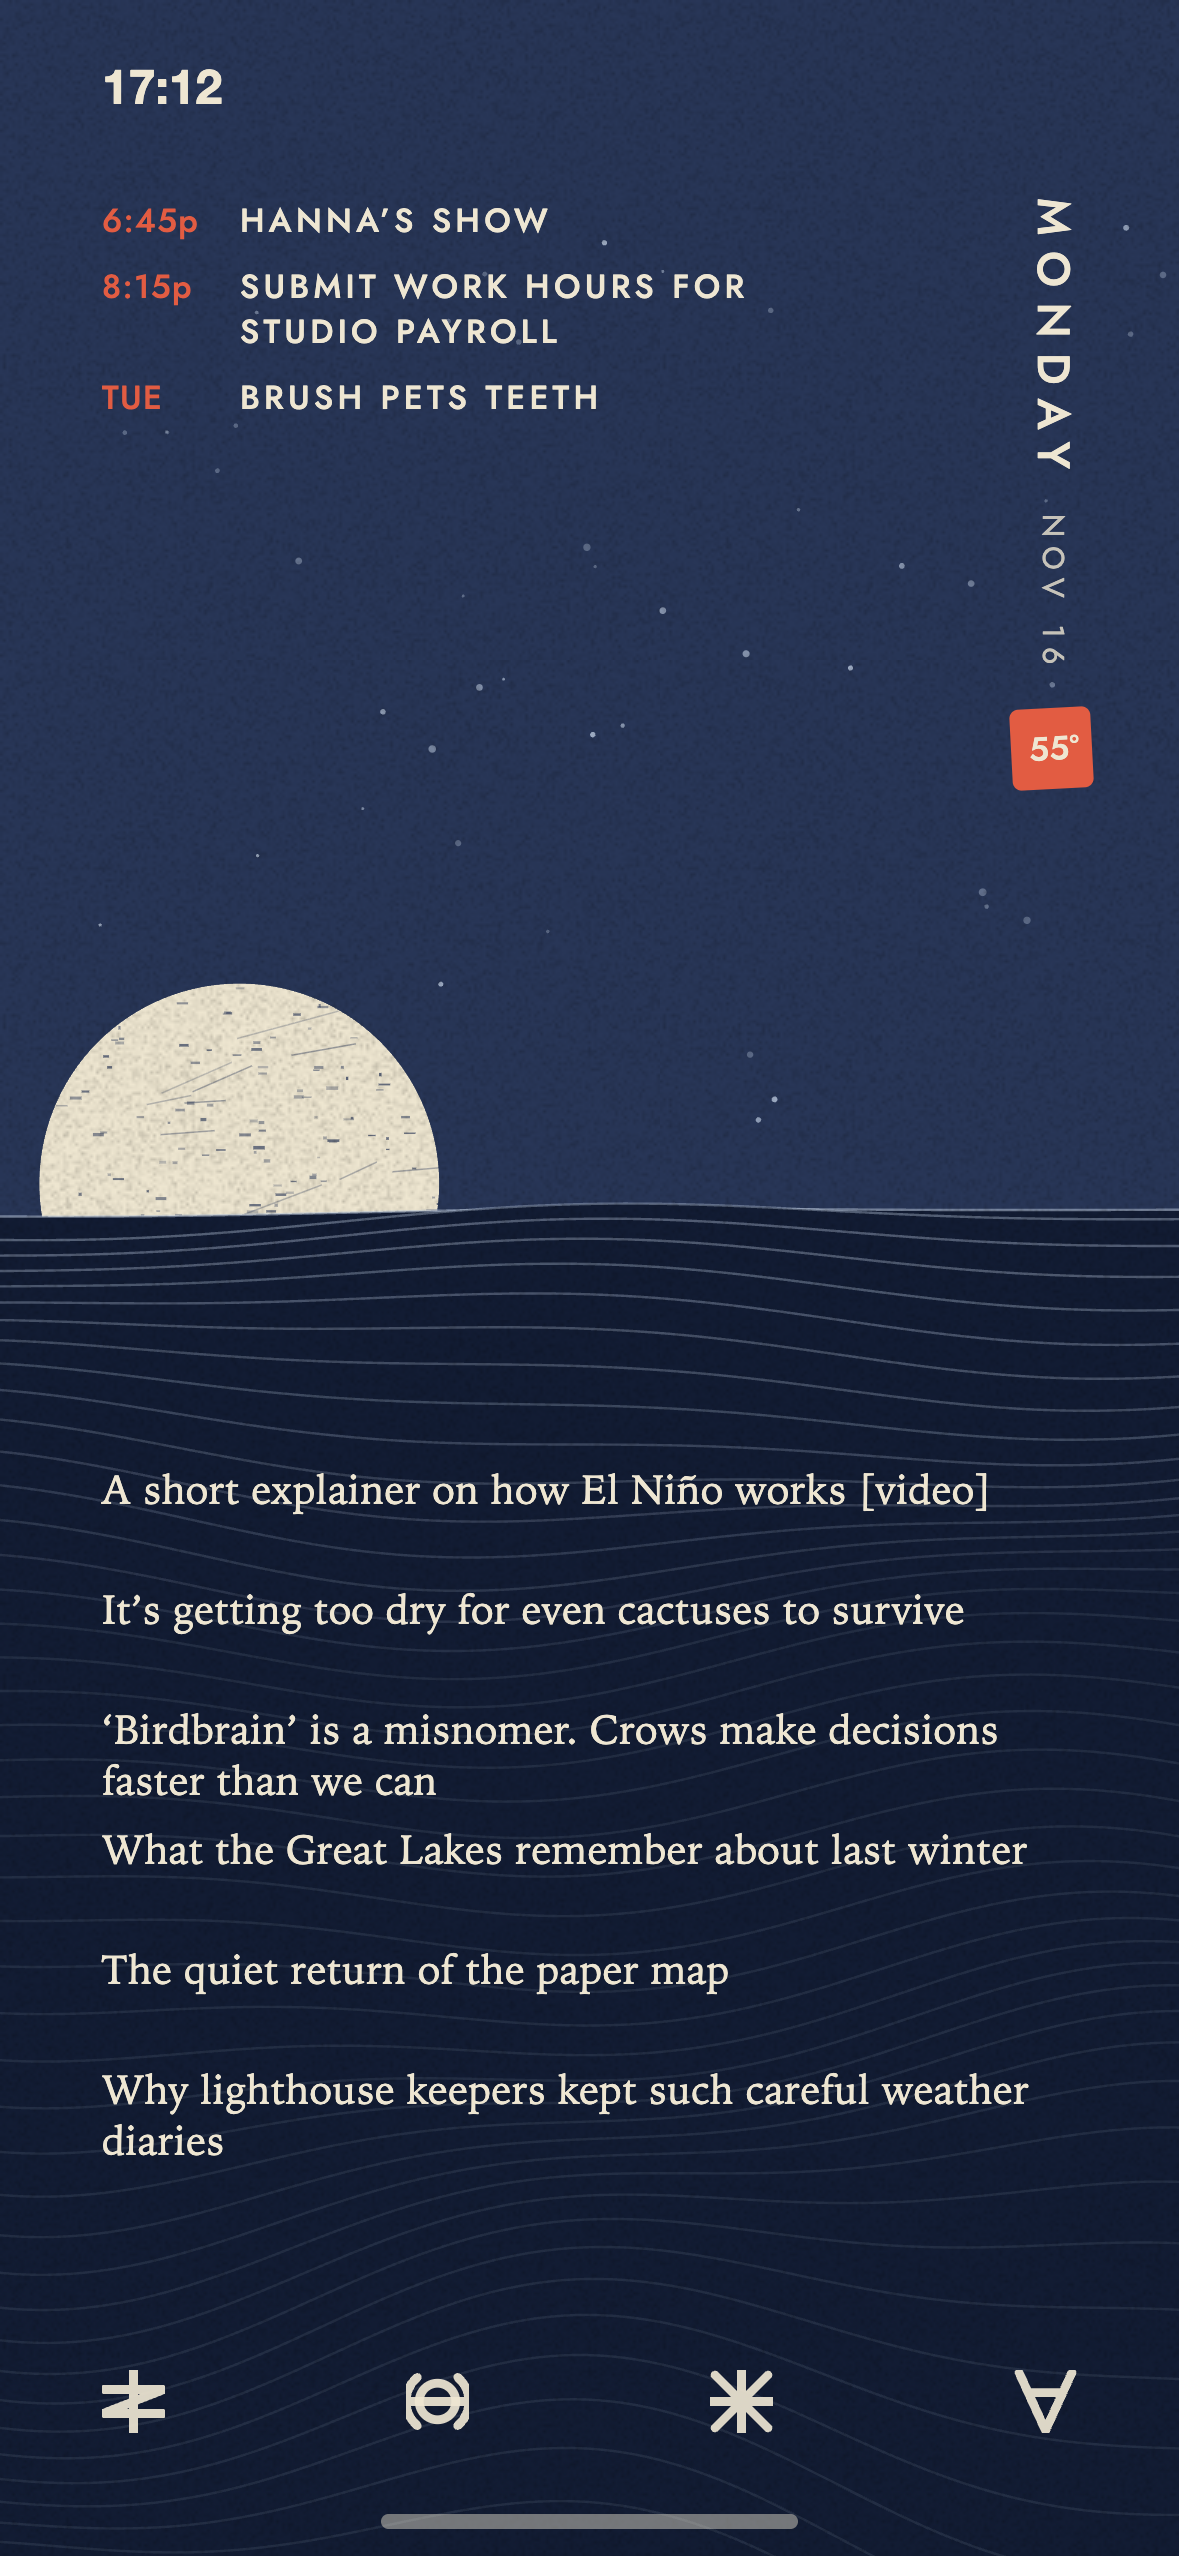 17:12
6:45p HANNA’S SHOW
8:15p SUBMIT WORK HOURS FOR
STUDIO PAYROLL
TUE BRUSH PETS TEETH
MONDAY NOV 16
55°
A short explainer on how El Niño works [video]
It’s getting too dry for even cactuses to survive
‘Birdbrain’ is a misnomer. Crows make decisions
faster than we can
What the Great Lakes remember about last winter
The quiet return of the paper map
Why lighthouse keepers kept such careful weather
diaries